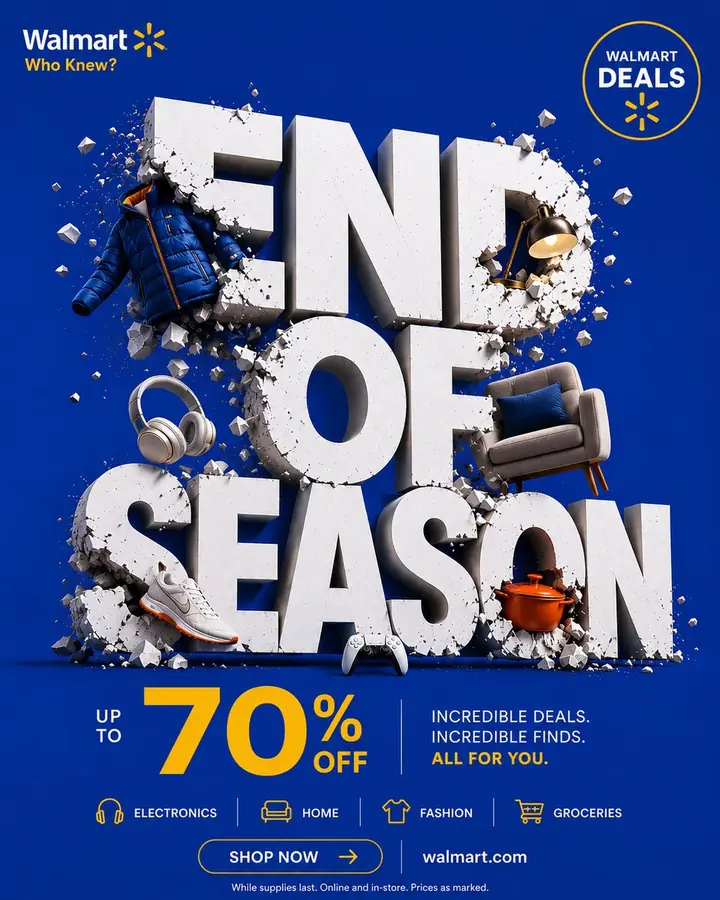 Walmart
Who Knew?
WALMART
DEALS
END
OF
SEASON
UP
TO
70%
OFF
INCREDIBLE DEALS.
INCREDIBLE FINDS.
ALL FOR YOU.
ELECTRONICS
HOME
FASHION
GROCERIES
SHOP NOW
walmart.com
While supplies last. Online and in-store. Prices as marked.